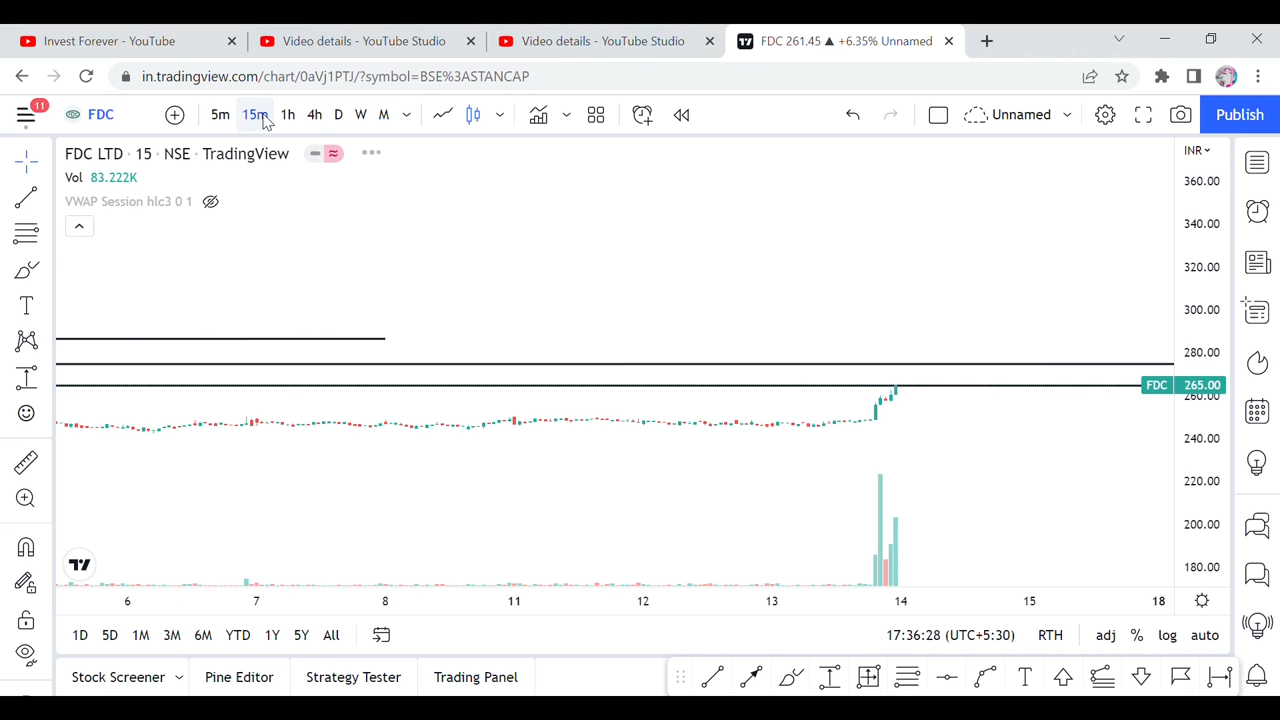 Invest Forever - YouTube
Video details - YouTube Studio
Video details - YouTube Studio
FDC 261.45 ▲ +6.35% Unnamed
in.tradingview.com/chart/0aVj1PTJ/?symbol=BSE%3ASTANCAP
11
FDC
5m 15m 1h 4h D W M
Unnamed
Publish
FDC LTD · 15 · NSE · TradingView
INR
Vol 83.222K
VWAP Session hlc3 0 1
360.00
340.00
320.00
300.00
280.00
FDC 265.00
260.00
240.00
220.00
200.00
180.00
6 7 8 11 12 13 14 15 18
1D 5D 1M 3M 6M YTD 1Y 5Y All
17:36:28 (UTC+5:30) RTH adj % log auto
Stock Screener Pine Editor Strategy Tester Trading Panel